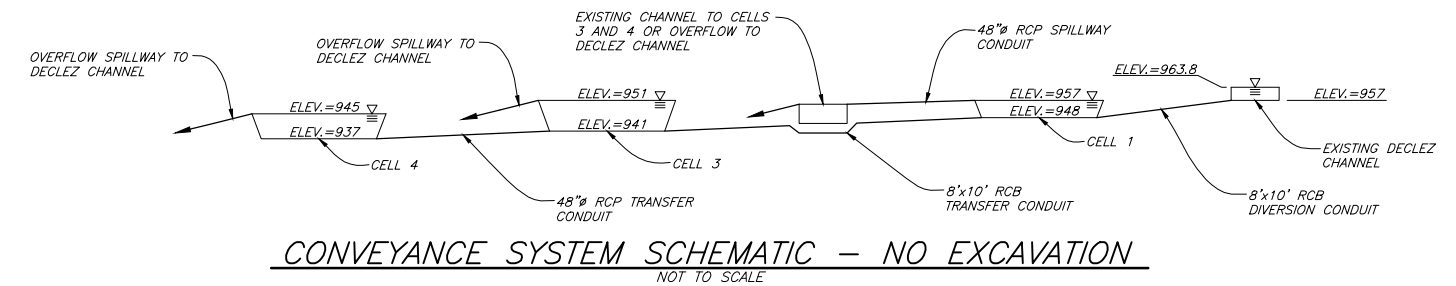 OVERFLOW SPILLWAY TO
DECLEZ CHANNEL
OVERFLOW SPILLWAY TO
DECLEZ CHANNEL
EXISTING CHANNEL TO CELLS
3 AND 4 OR OVERFLOW TO
DECLEZ CHANNEL
48"ø RCP SPILLWAY
CONDUIT
ELEV.=963.8
ELEV.=957
ELEV.=945
ELEV.=937
ELEV.=951
ELEV.=941
ELEV.=957
ELEV.=948
CELL 4
CELL 3
CELL 1
EXISTING DECLEZ
CHANNEL
48"ø RCP TRANSFER
CONDUIT
8'x10' RCB
TRANSFER CONDUIT
8'x10' RCB
DIVERSION CONDUIT
CONVEYANCE SYSTEM SCHEMATIC – NO EXCAVATION
NOT TO SCALE